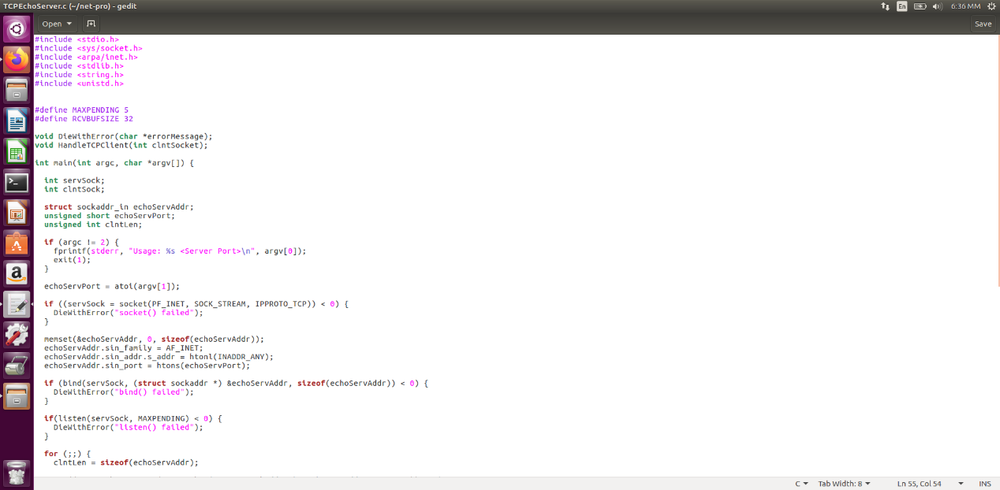 TCPEchoServer.c (~/net-pro) - gedit
En
6:36 MM
Open
Save
#include <stdio.h>
#include <sys/socket.h>
#include <arpa/inet.h>
#include <stdlib.h>
#include <string.h>
#include <unistd.h>
#define MAXPENDING 5
#define RCVBUFSIZE 32
void DieWithError(char *errorMessage);
void HandleTCPClient(int clntSocket);
int main(int argc, char *argv[]) {
int servSock;
int clntSock;
struct sockaddr_in echoServAddr;
unsigned short echoServPort;
unsigned int clntLen;
if (argc != 2) {
fprintf(stderr, "Usage: %s <Server Port>\n", argv[0]);
exit(1);
}
echoServPort = atoi(argv[1]);
if ((servSock = socket(PF_INET, SOCK_STREAM, IPPROTO_TCP)) < 0) {
DieWithError("socket() failed");
}
memset(&echoServAddr, 0, sizeof(echoServAddr));
echoServAddr.sin_family = AF_INET;
echoServAddr.sin_addr.s_addr = htonl(INADDR_ANY);
echoServAddr.sin_port = htons(echoServPort);
if (bind(servSock, (struct sockaddr *) &echoServAddr, sizeof(echoServAddr)) < 0) {
DieWithError("bind() failed");
}
if(listen(servSock, MAXPENDING) < 0) {
DieWithError("listen() failed");
}
for (;;) {
clntLen = sizeof(echoServAddr);
C
Tab Width: 8
Ln 55, Col 54
INS